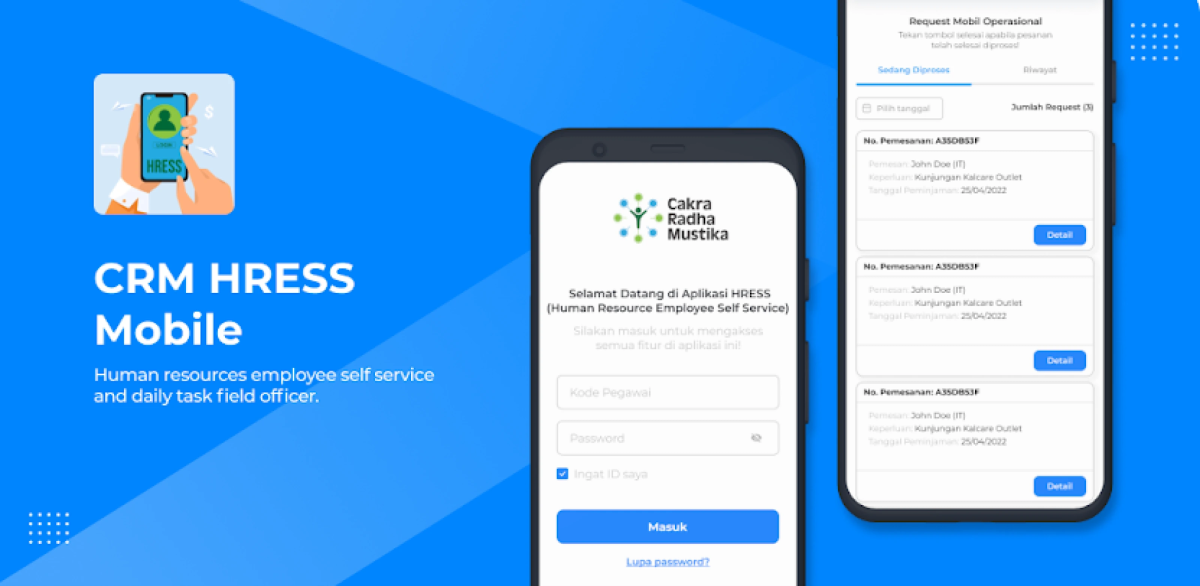 LOGIN
HRESS
CRM HRESS
Mobile
Human resources employee self service
and daily task field officer.
Cakra
Radha
Mustika
Selamat Datang di Aplikasi HRESS
(Human Resource Employee Self Service)
Silakan masuk untuk mengakses
semua fitur di aplikasi ini!
Kode Pegawai
Password
Ingat ID saya
Masuk
Lupa password?
Request Mobil Operasional
Tekan tombol selesai apabila pesanan
telah selesai diproses!
Sedang Diproses
Riwayat
Pilih tanggal
Jumlah Request (3)
No. Pemesanan: A35DB53F
Pemesan: John Doe (IT)
Keperluan: Kunjungan Kalcare Outlet
Tanggal Peminjaman: 25/04/2022
Detail
No. Pemesanan: A35DB53F
Pemesan: John Doe (IT)
Keperluan: Kunjungan Kalcare Outlet
Tanggal Peminjaman: 25/04/2022
Detail
No. Pemesanan: A35DB53F
Pemesan: John Doe (IT)
Keperluan: Kunjungan Kalcare Outlet
Tanggal Peminjaman: 25/04/2022
Detail